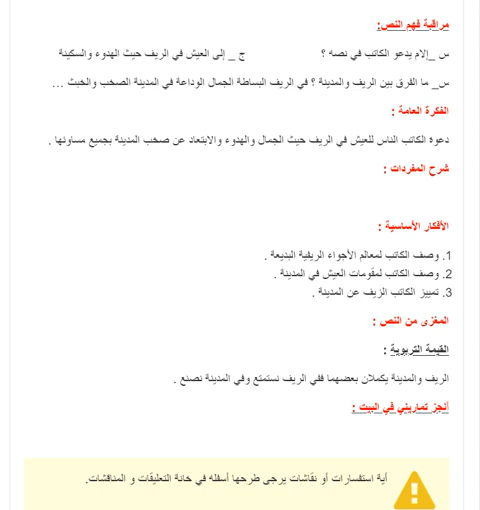 مراقبة فهم النص:
س _إلام يدعو الكاتب في نصه ؟ ج _ إلى العيش في الريف حيث الهدوء والسكينة
س_ ما الفرق بين الريف والمدينة ؟ في الريف البساطة الجمال الوداعة في المدينة الصخب والخبث ...
الفكرة العامة :
دعوة الكاتب الناس للعيش في الريف حيث الجمال والهدوء والابتعاد عن صخب المدينة بجميع مساوئها .
شرح المفردات :
الأفكار الأساسية :
1. وصف الكاتب لمعالم الأجواء الريفية البديعة .
2. وصف الكاتب لمقومات العيش في المدينة .
3. تمييز الكاتب الزيف عن المدينة .
المغزى من النص :
القيمة التربوية :
الريف والمدينة يكملان بعضهما ففي الريف نستمتع وفي المدينة نصنع .
أنجز تماريني في البيت :
أية استفسارات أو نقاشات يرجى طرحها أسفله في خانة التعليقات و المناقشات.